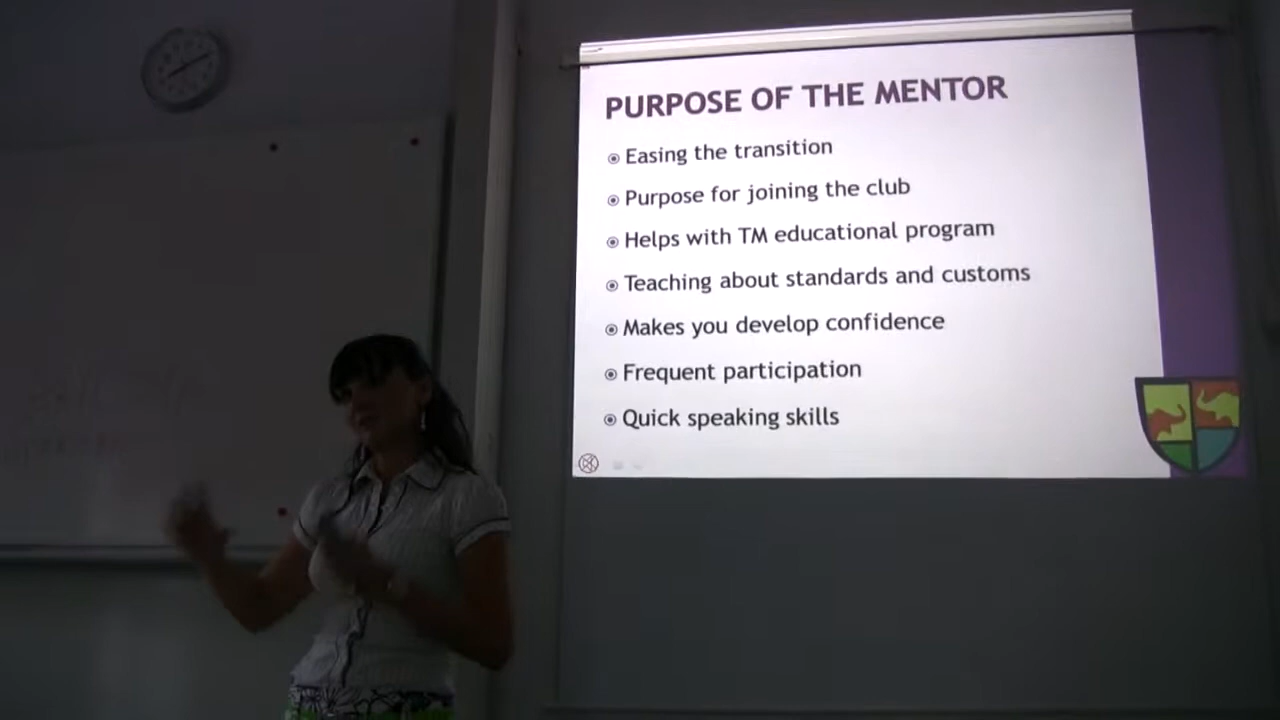 PURPOSE OF THE MENTOR
Easing the transition
Purpose for joining the club
Helps with TM educational program
Teaching about standards and customs
Makes you develop confidence
Frequent participation
Quick speaking skills